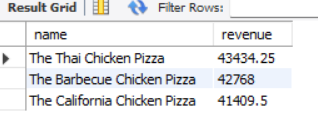 Result Grid Filter Rows:
name revenue
The Thai Chicken Pizza 43434.25
The Barbecue Chicken Pizza 42768
The California Chicken Pizza 41409.5